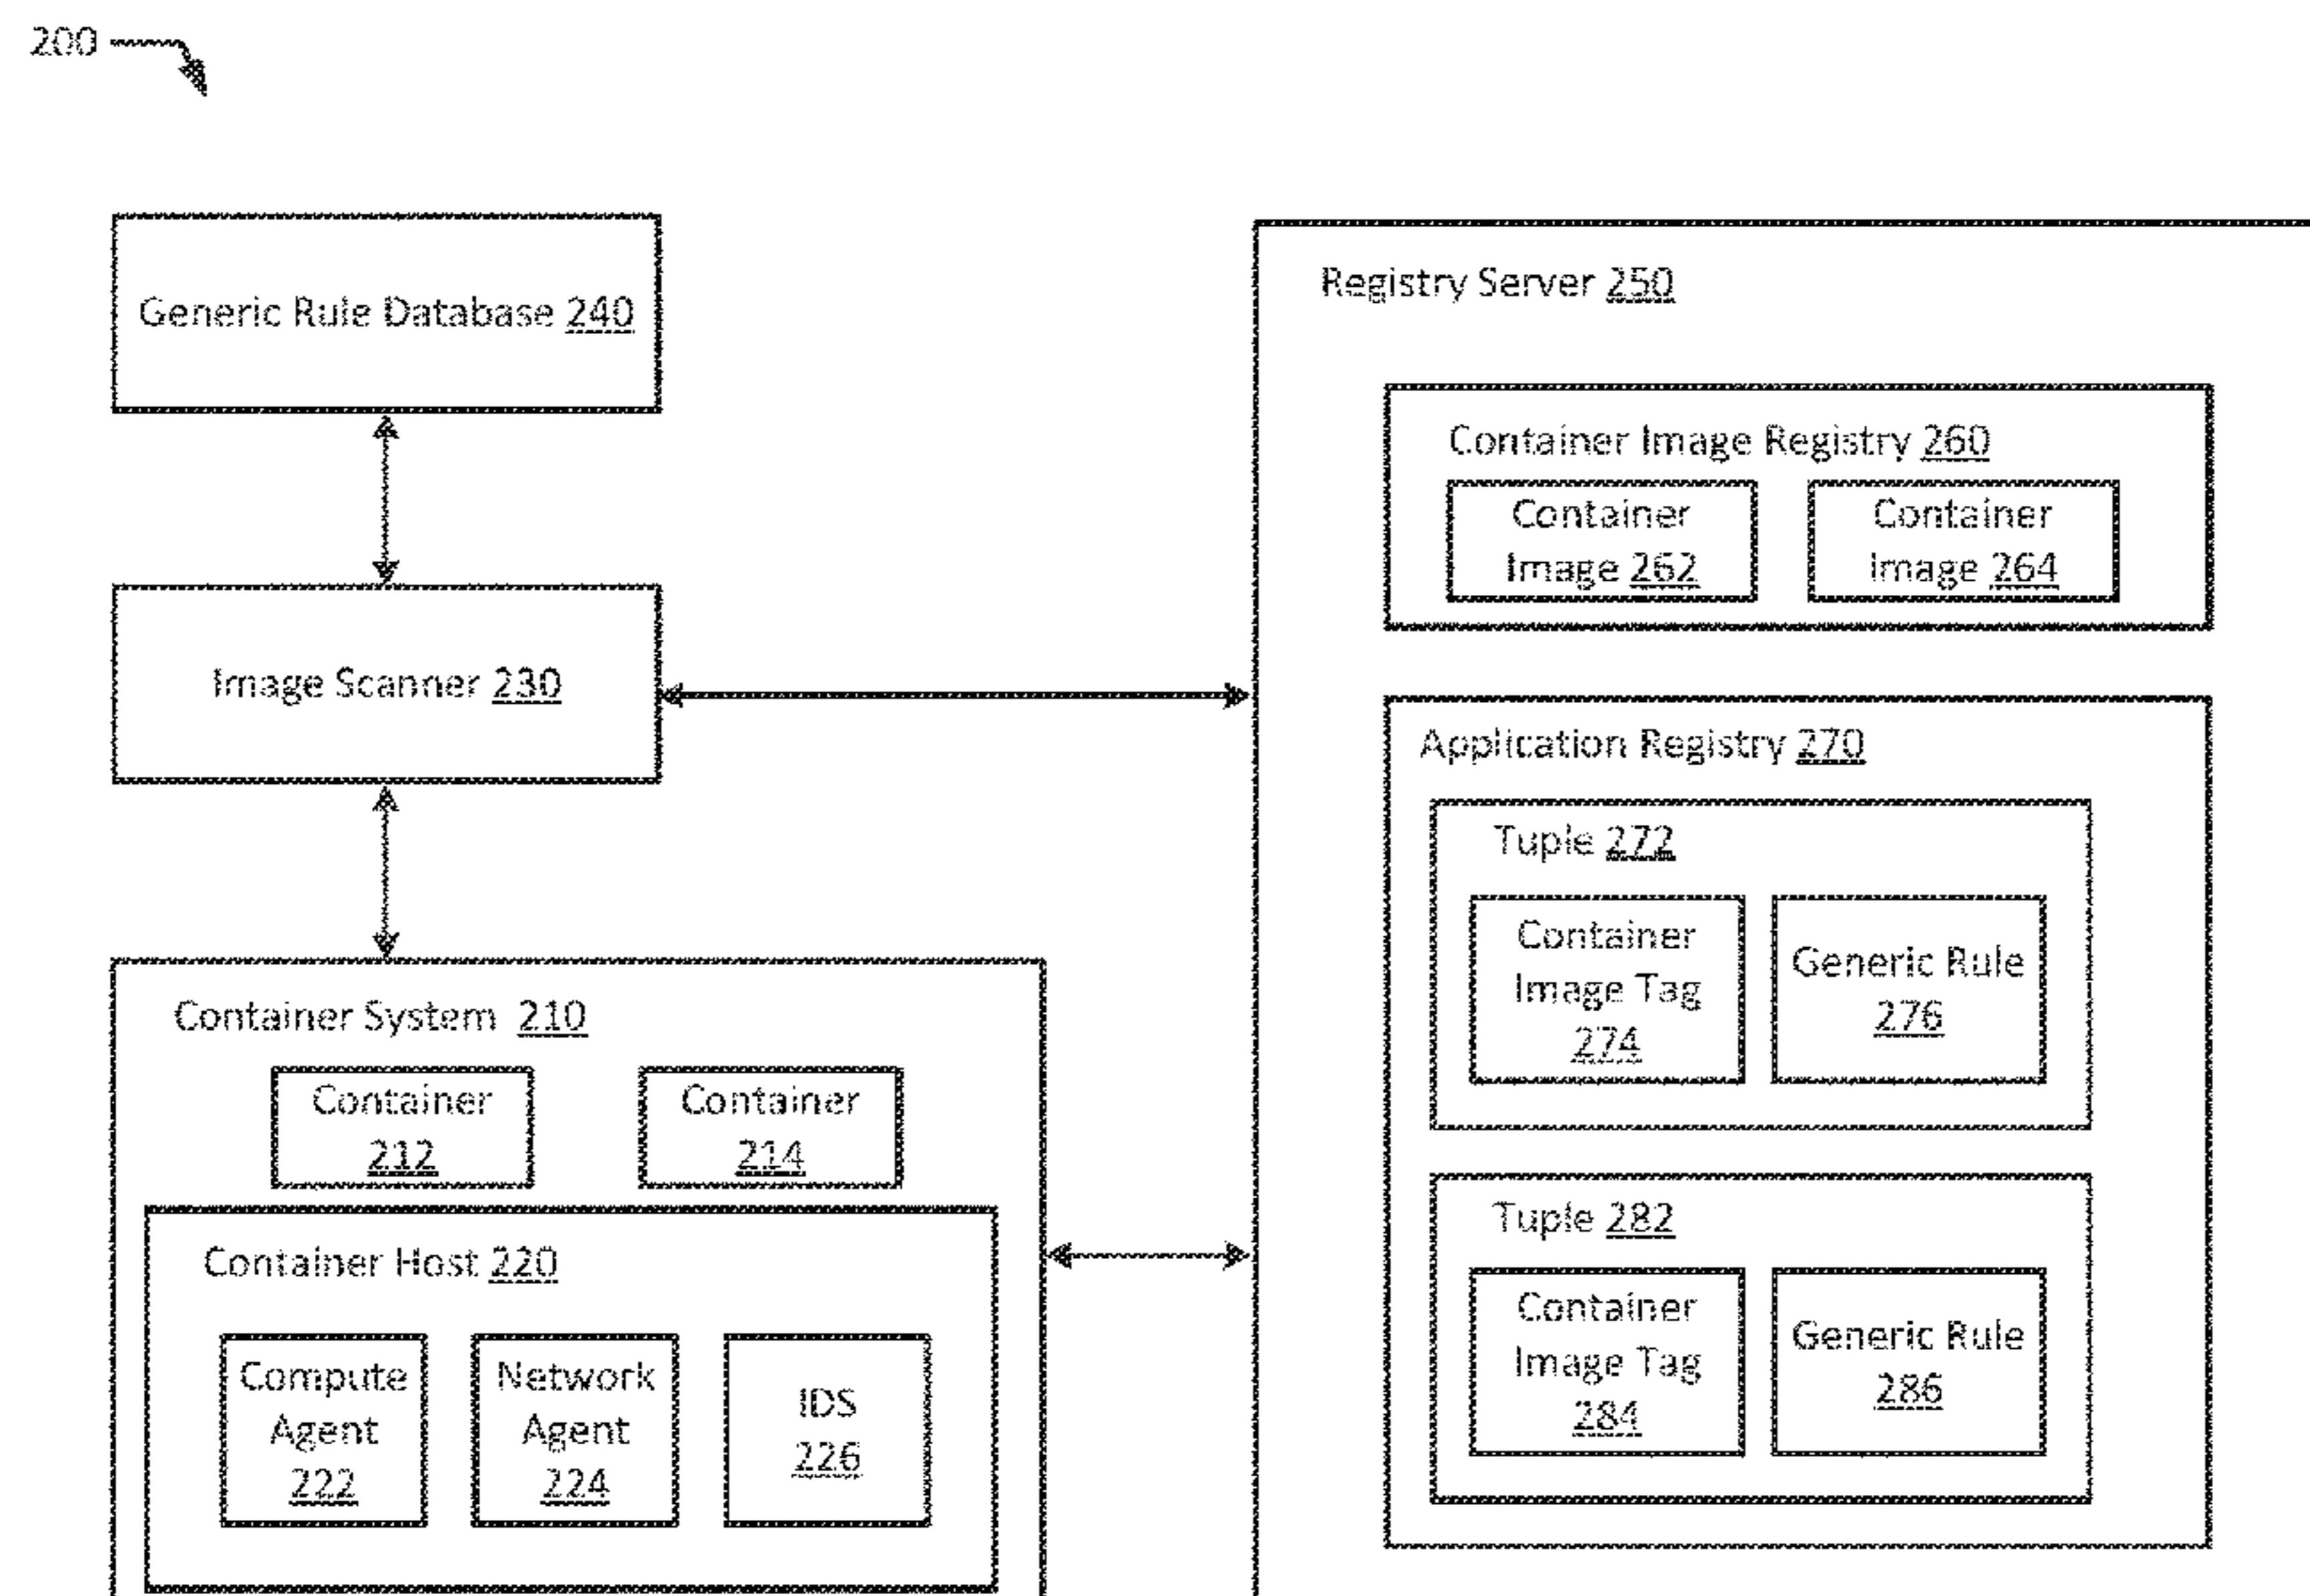 200
Generic Rule Database 240
Image Scanner 230
Container System 210
Container
212
Container
214
Container Host 220
Compute
Agent
222
Network
Agent
224
IDS
226
Registry Server 250
Container Image Registry 260
Container
Image 262
Container
Image 264
Application Registry 270
Tuple 272
Container
Image Tag
274
Generic Rule
276
Tuple 282
Container
Image Tag
284
Generic Rule
286